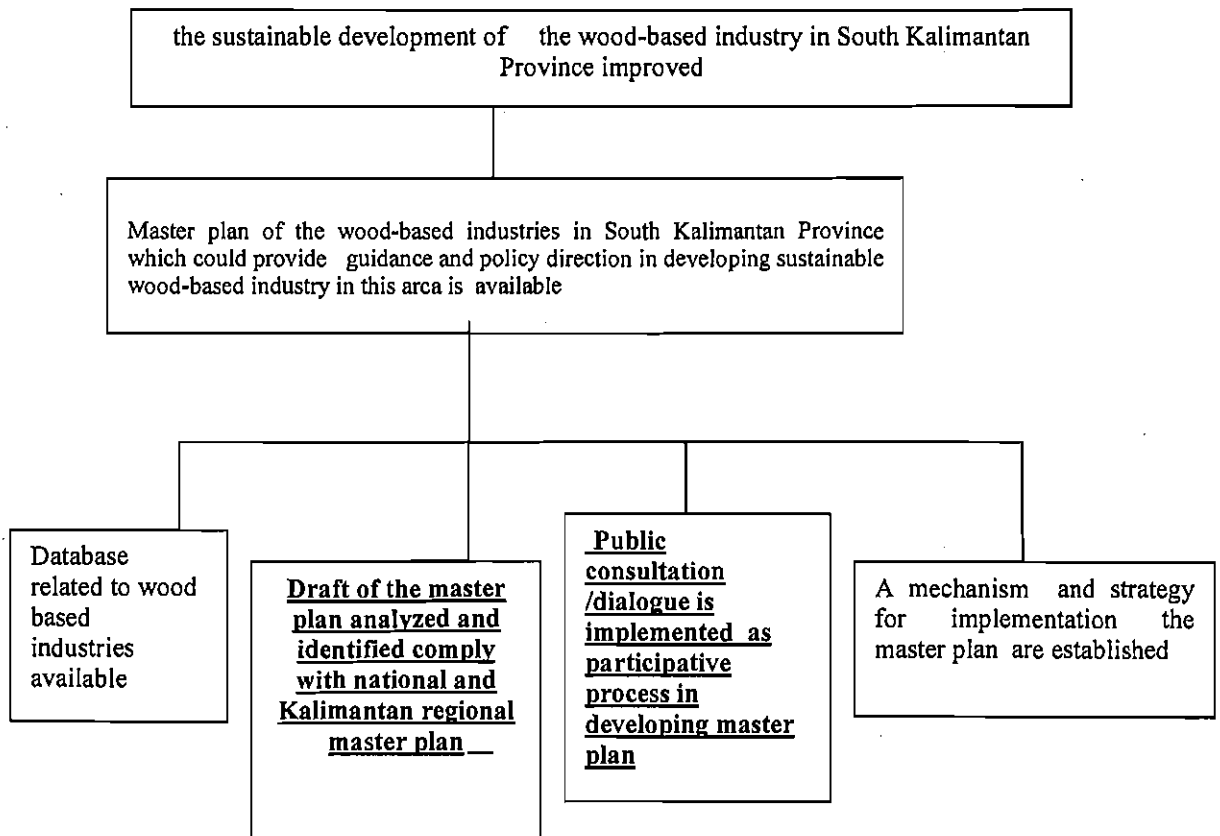 the sustainable development of the wood-based industry in South Kalimantan
Province improved
Master plan of the wood-based industries in South Kalimantan Province
which could provide guidance and policy direction in developing sustainable
wood-based industry in this area is available
Database
related to wood
based
industries
available
Draft of the master
plan analyzed and
identified comply
with national and
Kalimantan regional
master plan
Public
consultation
/dialogue is
implemented as
participative
process in
developing master
plan
A mechanism and strategy
for implementation the
master plan are established